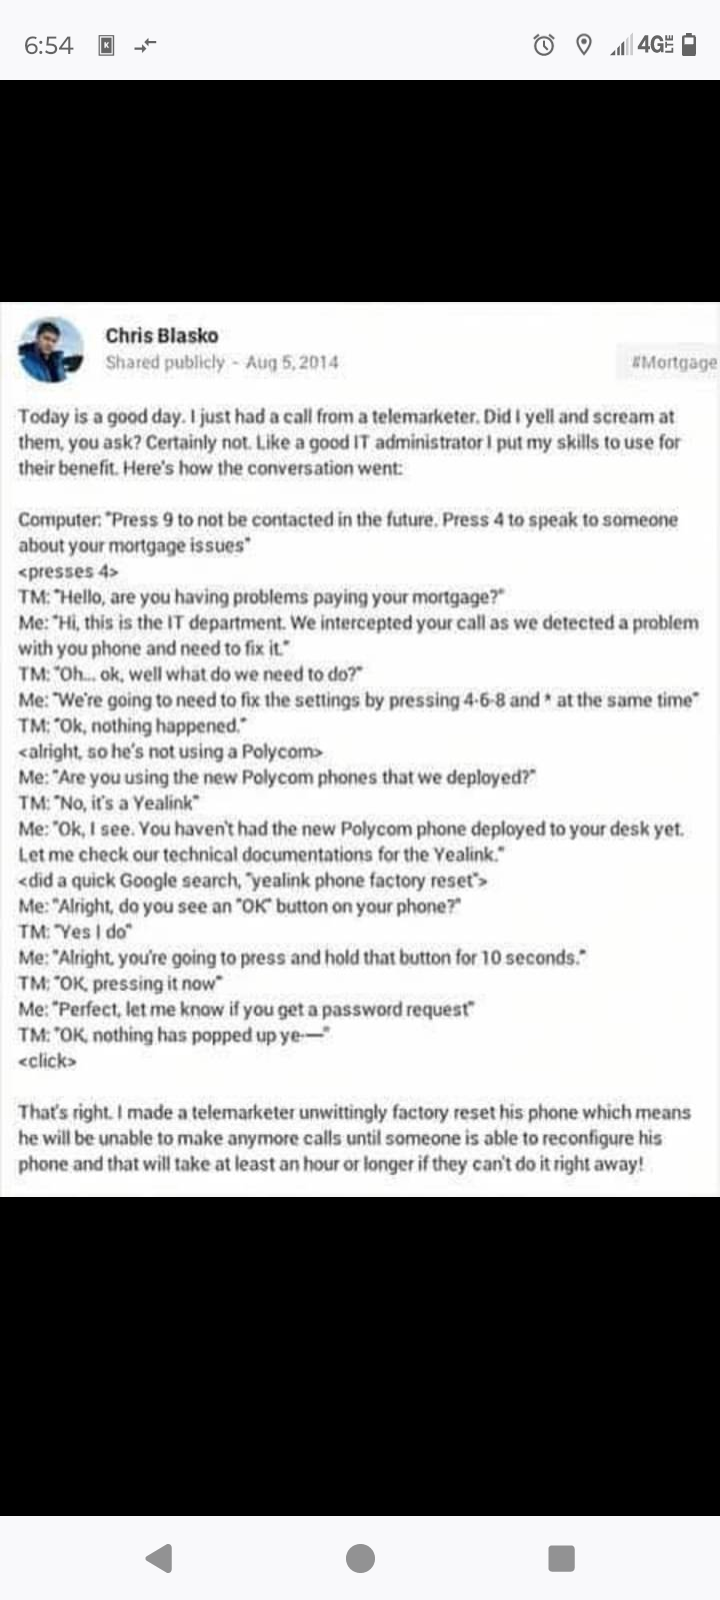 6:54
4G LTE
Chris Blasko
Shared publicly - Aug 5, 2014
#Mortgage
Today is a good day. I just had a call from a telemarketer. Did I yell and scream at
them, you ask? Certainly not. Like a good IT administrator I put my skills to use for
their benefit. Here's how the conversation went:
Computer: "Press 9 to not be contacted in the future. Press 4 to speak to someone
about your mortgage issues"
<presses 4>
TM: "Hello, are you having problems paying your mortgage?"
Me: "Hi, this is the IT department. We intercepted your call as we detected a problem
with you phone and need to fix it."
TM: "Oh... ok, well what do we need to do?"
Me: "We're going to need to fix the settings by pressing 4-6-8 and * at the same time"
TM: "Ok, nothing happened."
<alright, so he's not using a Polycom>
Me: "Are you using the new Polycom phones that we deployed?"
TM: "No, it's a Yealink"
Me: "Ok, I see. You haven't had the new Polycom phone deployed to your desk yet.
Let me check our technical documentations for the Yealink."
<did a quick Google search, "yealink phone factory reset">
Me: "Alright, do you see an "OK" button on your phone?"
TM: "Yes I do"
Me: "Alright, you're going to press and hold that button for 10 seconds."
TM: "OK, pressing it now"
Me: "Perfect, let me know if you get a password request"
TM: "OK, nothing has popped up ye-—"
<click>
That's right. I made a telemarketer unwittingly factory reset his phone which means
he will be unable to make anymore calls until someone is able to reconfigure his
phone and that will take at least an hour or longer if they can't do it right away!